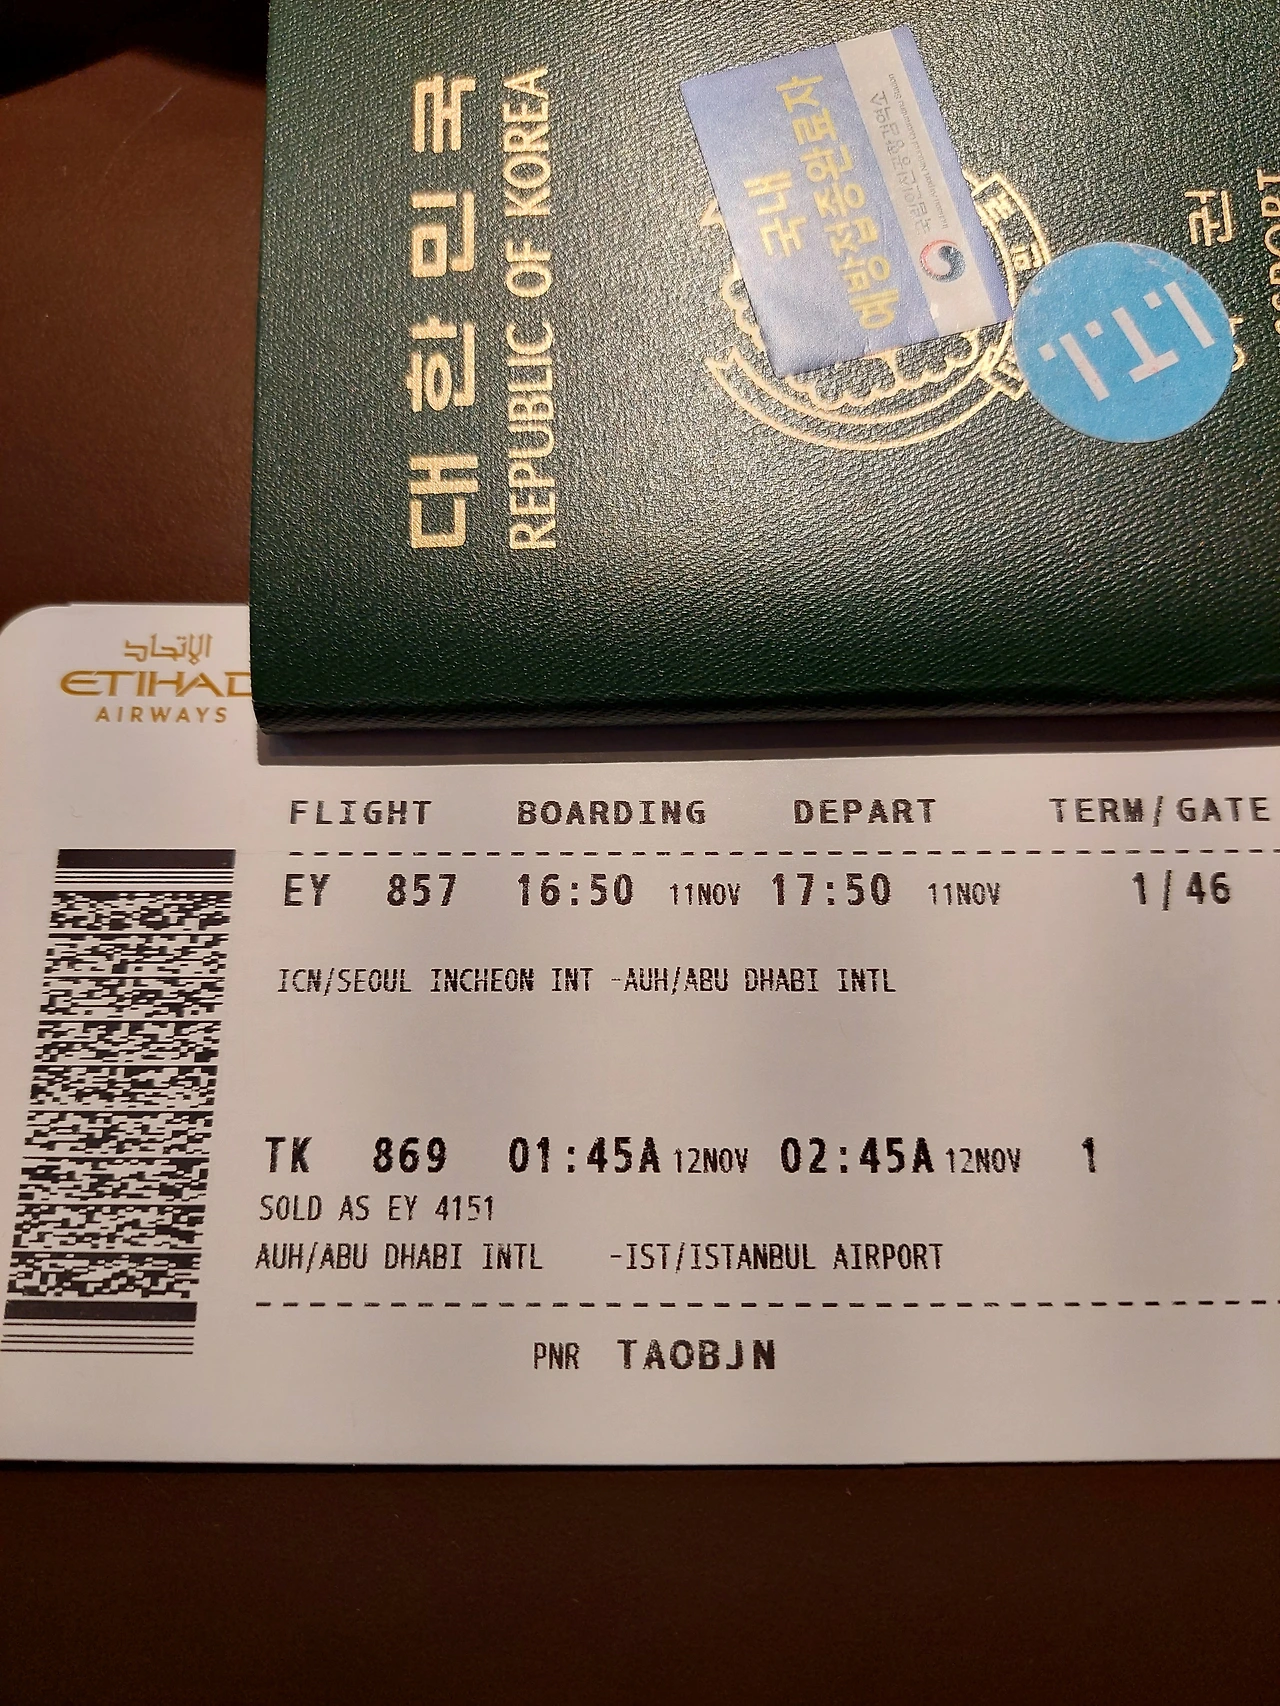 대한민국
REPUBLIC OF KOREA
국내
예방접종완료자
I.T.I.
الإتحاد
ETIHAD
AIRWAYS
FLIGHT BOARDING DEPART TERM/GATE
EY 857 16:50 11NOV 17:50 11NOV 1/46
ICN/SEOUL INCHEON INT -AUH/ABU DHABI INTL
TK 869 01:45A 12NOV 02:45A 12NOV 1
SOLD AS EY 4151
AUH/ABU DHABI INTL -IST/ISTANBUL AIRPORT
PNR TAOBJN